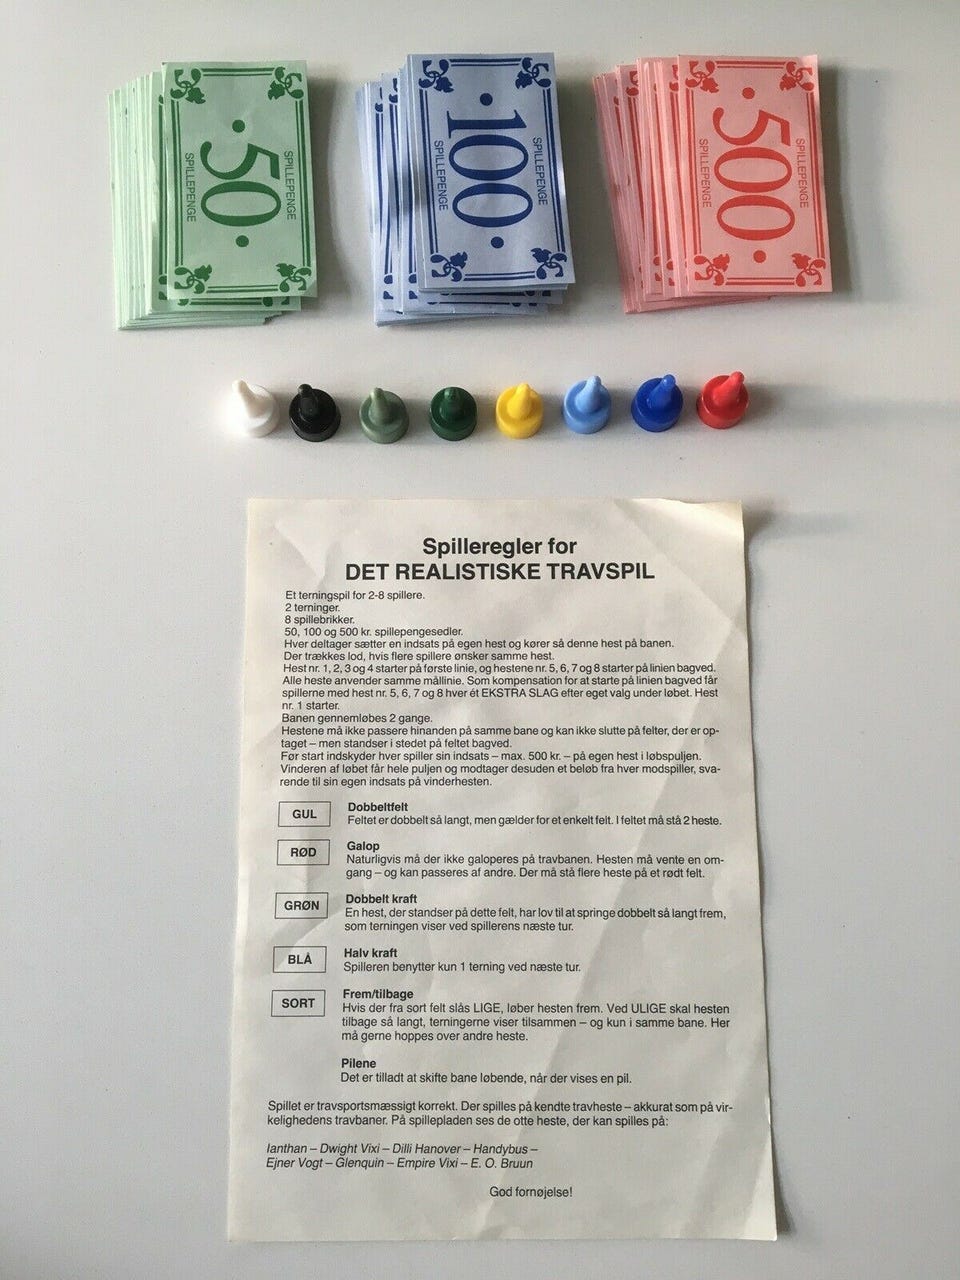 50
SPILLEPENGE
SPILLEPENGE
100
SPILLEPENGE
SPILLEPENGE
500
SPILLEPENGE
SPILLEPENGE
Spilleregler for
DET REALISTISKE TRAVSPIL
Et terningspil for 2-8 spillere.
2 terninger.
8 spillebrikker.
50, 100 og 500 kr. spillepengesedler.
Hver deltager sætter en indsats på egen hest og kører så denne hest på banen.
Der trækkes lod, hvis flere spillere ønsker samme hest.
Hest nr. 1, 2, 3 og 4 starter på første linie, og hestene nr. 5, 6, 7 og 8 starter på linien bagved.
Alle heste anvender samme mållinie. Som kompensation for at starte på linien bagved får
spillerne med hest nr. 5, 6, 7 og 8 hver ét EKSTRA SLAG efter eget valg under løbet. Hest
nr. 1 starter.
Banen gennemløbes 2 gange.
Hestene må ikke passere hinanden på samme bane og kan ikke slutte på felter, der er op-
taget – men standser i stedet på feltet bagved.
Før start indskyder hver spiller sin indsats – max. 500 kr. – på egen hest i løbspuljen.
Vinderen af løbet får hele puljen og modtager desuden et beløb fra hver modspiller, sva-
rende til sin egen indsats på vinderhesten.
GUL
Dobbeltfelt
Feltet er dobbelt så langt, men gælder for et enkelt felt. I feltet må stå 2 heste.
RØD
Galop
Naturligvis må der ikke galoperes på travbanen. Hesten må vente en om-
gang – og kan passeres af andre. Der må stå flere heste på et rødt felt.
GRØN
Dobbelt kraft
En hest, der standser på dette felt, har lov til at springe dobbelt så langt frem,
som terningen viser ved spillerens næste tur.
BLÅ
Halv kraft
Spilleren benytter kun 1 terning ved næste tur.
SORT
Frem/tilbage
Hvis der fra sort felt slås LIGE, løber hesten frem. Ved ULIGE skal hesten
tilbage så langt, terningerne viser tilsammen – og kun i samme bane. Her
må gerne hoppes over andre heste.
Pilene
Det er tilladt at skifte bane løbende, når der vises en pil.
Spillet er travsportsmæssigt korrekt. Der spilles på kendte travheste – akkurat som på vir-
kelighedens travbaner. På spillepladen ses de otte heste, der kan spilles på:
Ianthan – Dwight Vixi – Dilli Hanover – Handybus –
Ejner Vogt – Glenquin – Empire Vixi – E. O. Bruun
God fornøjelse!